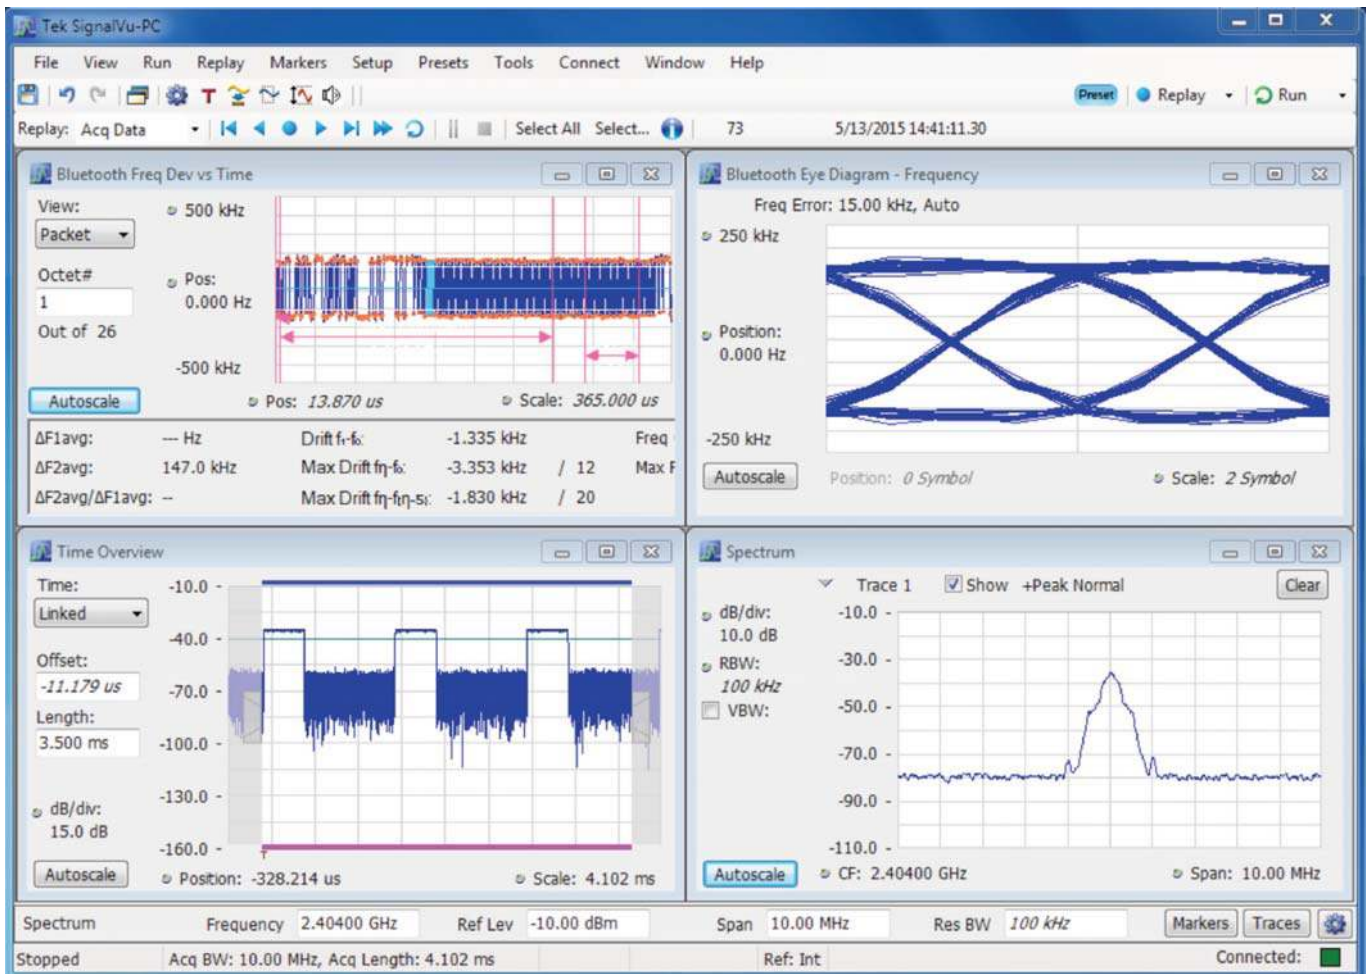 Tek SignalVu-PC
File View Run Replay Markers Setup Presets Tools Connect Window Help
T Preset Replay Run
Replay: Acq Data Select All Select... 73 5/13/2015 14:41:11.30
Bluetooth Freq Dev vs Time
View:
Packet
500 kHz
Octet#
1
Out of 26
Pos:
0.000 Hz
-500 kHz
Autoscale Pos: 13.870 us Scale: 365.000 us
ΔF1avg: --- Hz Drift f₁-f₀: -1.335 kHz Freq
ΔF2avg: 147.0 kHz Max Drift fη-f₀: -3.353 kHz / 12 Max F
ΔF2avg/ΔF1avg: -- Max Drift -1.830 kHz / 20
Bluetooth Eye Diagram - Frequency
Freq Error: 15.00 kHz, Auto
250 kHz
Position:
0.000 Hz
-250 kHz
Autoscale Position: 0 Symbol Scale: 2 Symbol
Time Overview
Time:
Linked
Offset:
-11.179 us
Length:
3.500 ms
dB/div:
15.0 dB
-10.0
-40.0
-70.0
-100.0
-130.0
-160.0
T
Autoscale Position: -328.214 us Scale: 4.102 ms
Spectrum
Trace 1 Show +Peak Normal Clear
dB/div:
10.0 dB
RBW:
100 kHz
VBW:
-10.0
-30.0
-50.0
-70.0
-90.0
-110.0
Autoscale CF: 2.40400 GHz Span: 10.00 MHz
Spectrum Frequency 2.40400 GHz Ref Lev -10.00 dBm Span 10.00 MHz Res BW 100 kHz Markers Traces
Stopped Acq BW: 10.00 MHz, Acq Length: 4.102 ms Ref: Int Connected: